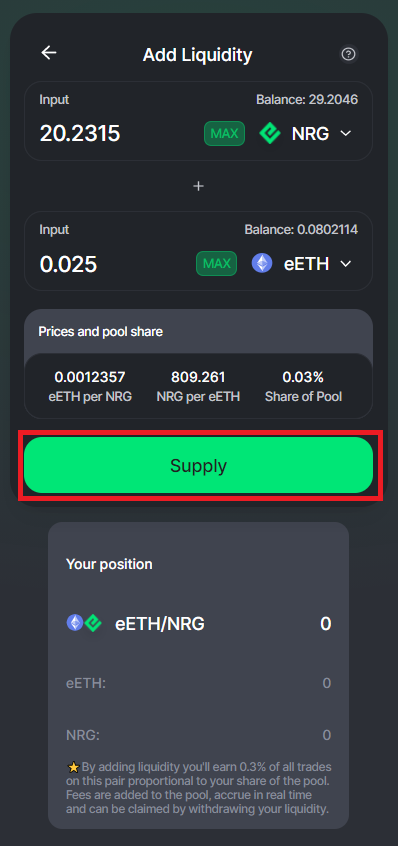 Add Liquidity
Input Balance: 29.2046
20.2315 MAX NRG
+
Input Balance: 0.0802114
0.025 MAX eETH
Prices and pool share
0.0012357 809.261 0.03%
eETH per NRG NRG per eETH Share of Pool
Supply
Your position
eETH/NRG 0
eETH: 0
NRG: 0
⭐By adding liquidity you'll earn 0.3% of all trades
on this pair proportional to your share of the pool.
Fees are added to the pool, accrue in real time
and can be claimed by withdrawing your liquidity.